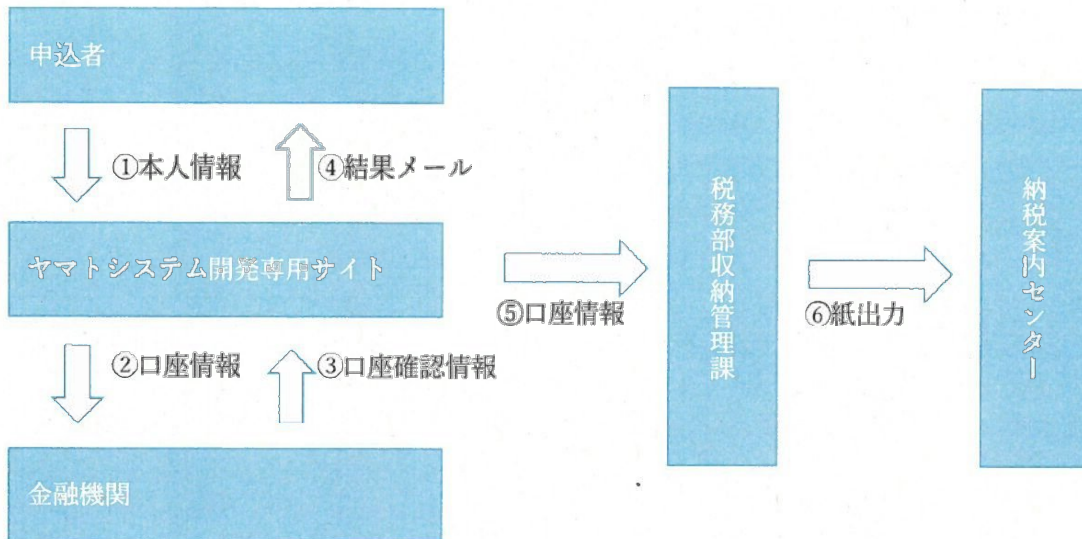 申込者
①本人情報
④結果メール
ヤマトシステム開発専用サイト
②口座情報
③口座確認情報
金融機関
⑤口座情報
税務部収納管理課
⑥紙出力
納税案内センター